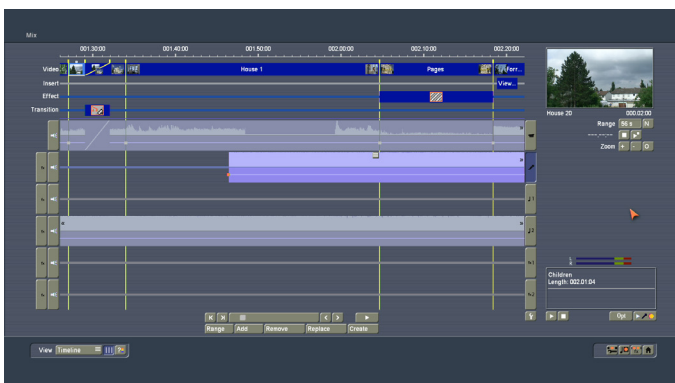 Mix
001.30:00 001.40:00 001.50:00 002.00:00 002.10:00 002.20:00
Video House 1 Pages Forr...
Insert View...
Effect
Transition
House 20 000.02:00
Range 56 s N
Zoom + - O
Children
Length: 002.01:04
Range Add Remove Replace Create
Opt
View Timeline